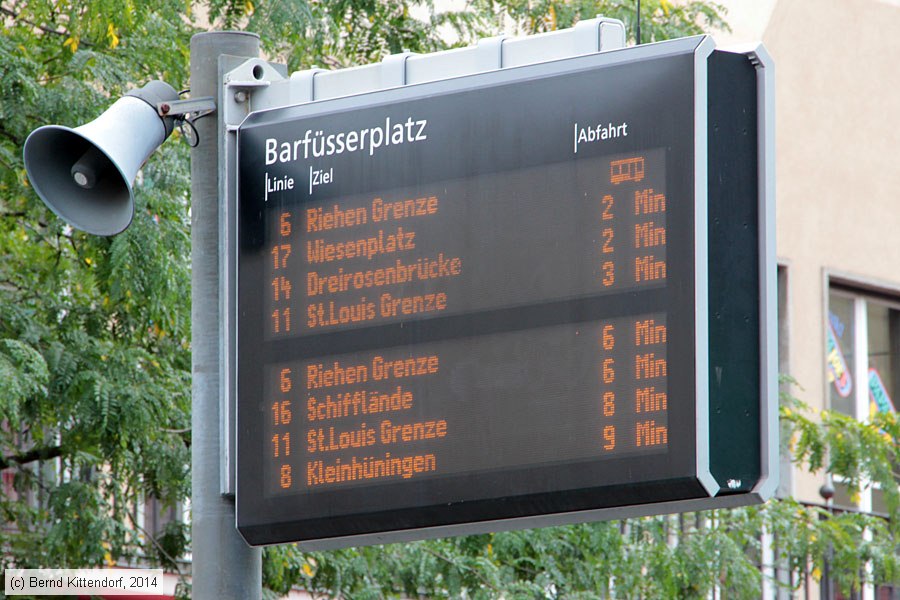 Barfüsserplatz
Linie Ziel Abfahrt
6 Riehen Grenze
17 Wiesenplatz 2 Min
14 Dreirosenbrücke 2 Min
11 St.Louis Grenze 3 Min
6 Riehen Grenze 6 Min
16 Schifflände 6 Min
11 St.Louis Grenze 8 Min
8 Kleinhüningen 9 Min
(c) Bernd Kittendorf, 2014